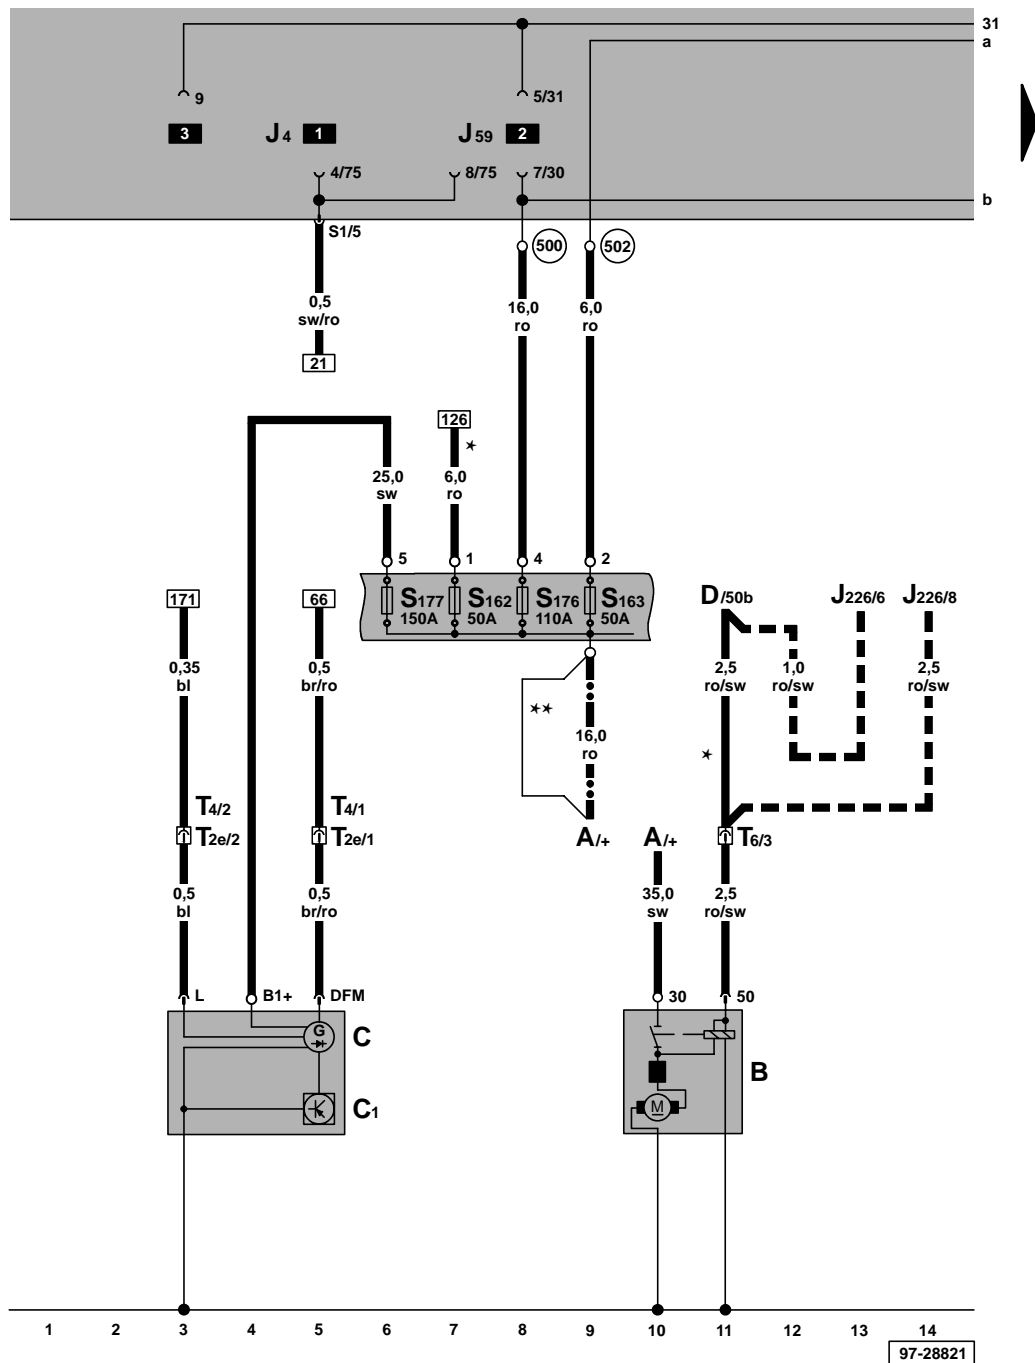 31
a
9
5/31
3
J4
1
J59
2
4/75
8/75
7/30
b
S1/5
500
502
0,5
sw/ro
16,0
ro
6,0
ro
21
126
★
25,0
sw
6,0
ro
5
1
4
2
171
66
S177
150A
S162
50A
S176
110A
S163
50A
D/50b
J226/6
J226/8
0,35
bl
0,5
br/ro
2,5
ro/sw
1,0
ro/sw
2,5
ro/sw
★★
16,0
ro
★
T4/2
T2e/2
T4/1
T2e/1
A/+
A/+
T6/3
0,5
bl
0,5
br/ro
35,0
sw
2,5
ro/sw
L
B1+
DFM
30
50
G
C
B
C1
M
1 2 3 4 5 6 7 8 9 10 11 12 13 14
97-28821